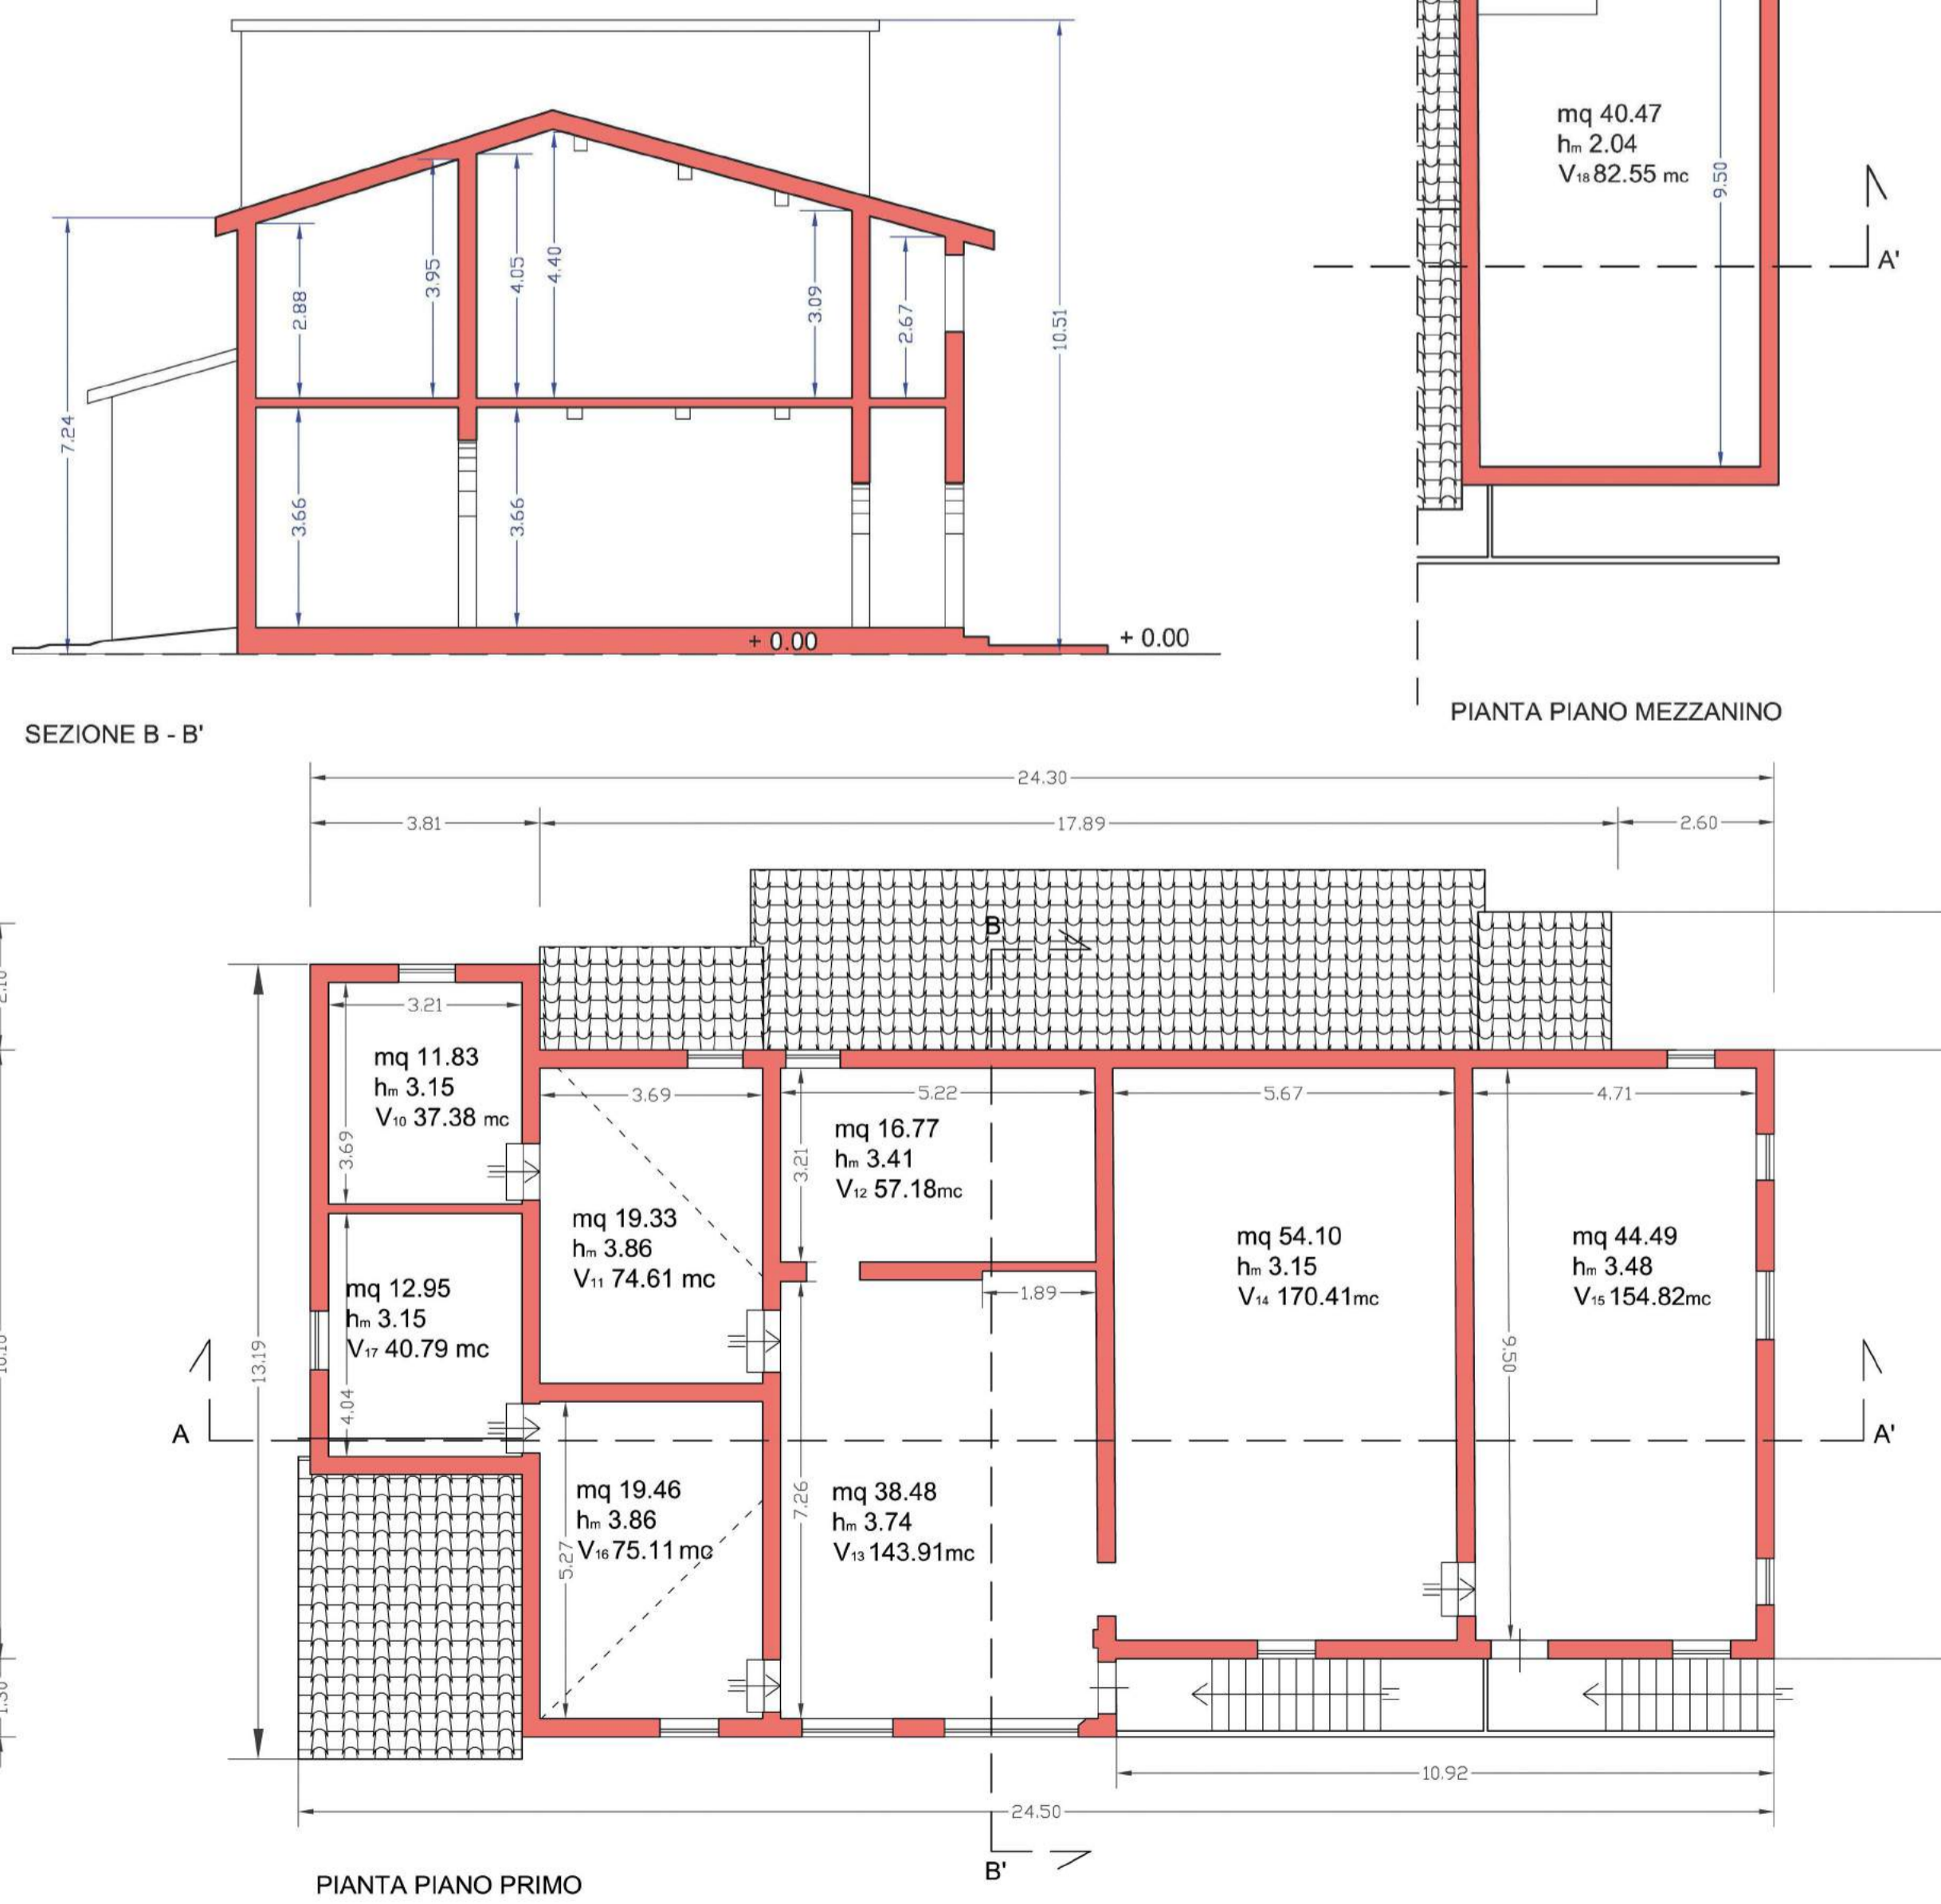 10.51
mq 40.47
hm 2.04
V18 82.55 mc
9.50
A'
2.88
3.95
4.05
4.40
3.09
2.67
7.24
3.66
3.66
+ 0.00
+ 0.00
SEZIONE B - B'
PIANTA PIANO MEZZANINO
24.30
3.81
17.89
2.60
B
3.21
mq 11.83
hm 3.15
V10 37.38 mc
3.69
3.69
5.22
5.67
4.71
mq 16.77
hm 3.41
V12 57.18mc
3.21
mq 19.33
hm 3.86
V11 74.61 mc
mq 54.10
hm 3.15
V14 170.41mc
mq 44.49
hm 3.48
V15 154.82mc
1.89
mq 12.95
hm 3.15
V17 40.79 mc
13.19
9.50
4.04
A
A'
mq 19.46
hm 3.86
V16 75.11 mc
5.27
7.26
mq 38.48
hm 3.74
V13 143.91mc
10.92
24.50
B'
PIANTA PIANO PRIMO